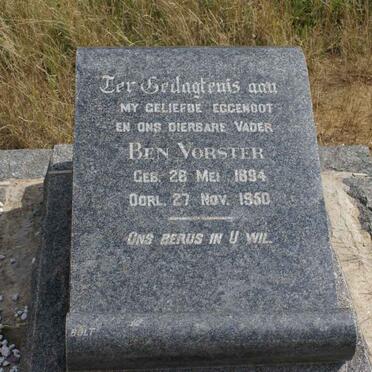 Ter Gedagtenis aan
MY GELIEFDE EGGENOOT
EN ONS DIERBARE VADER
BEN VORSTER
GEB. 28 MEI 1894
OORL. 27 NOV. 1950
ONS BERUS IN U WIL.
BOLT